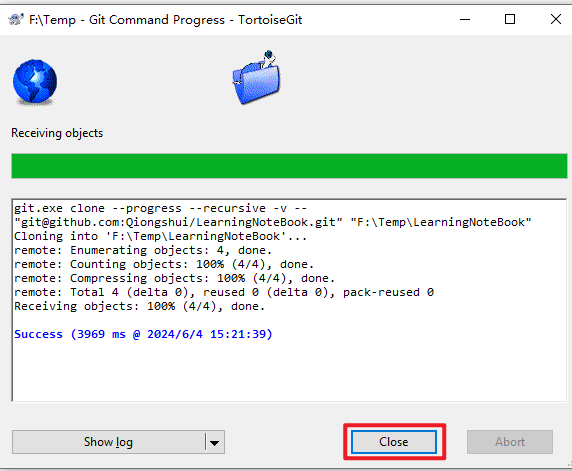 F:\Temp - Git Command Progress - TortoiseGit
Receiving objects
git.exe clone --progress --recursive -v --
"git@github.com:Qiongshui/LearningNoteBook.git" "F:\Temp\LearningNoteBook"
Cloning into 'F:\Temp\LearningNoteBook'...
remote: Enumerating objects: 4, done.
remote: Counting objects: 100% (4/4), done.
remote: Compressing objects: 100% (4/4), done.
remote: Total 4 (delta 0), reused 0 (delta 0), pack-reused 0
Receiving objects: 100% (4/4), done.
Success (3969 ms @ 2024/6/4 15:21:39)
Show log
Close
Abort